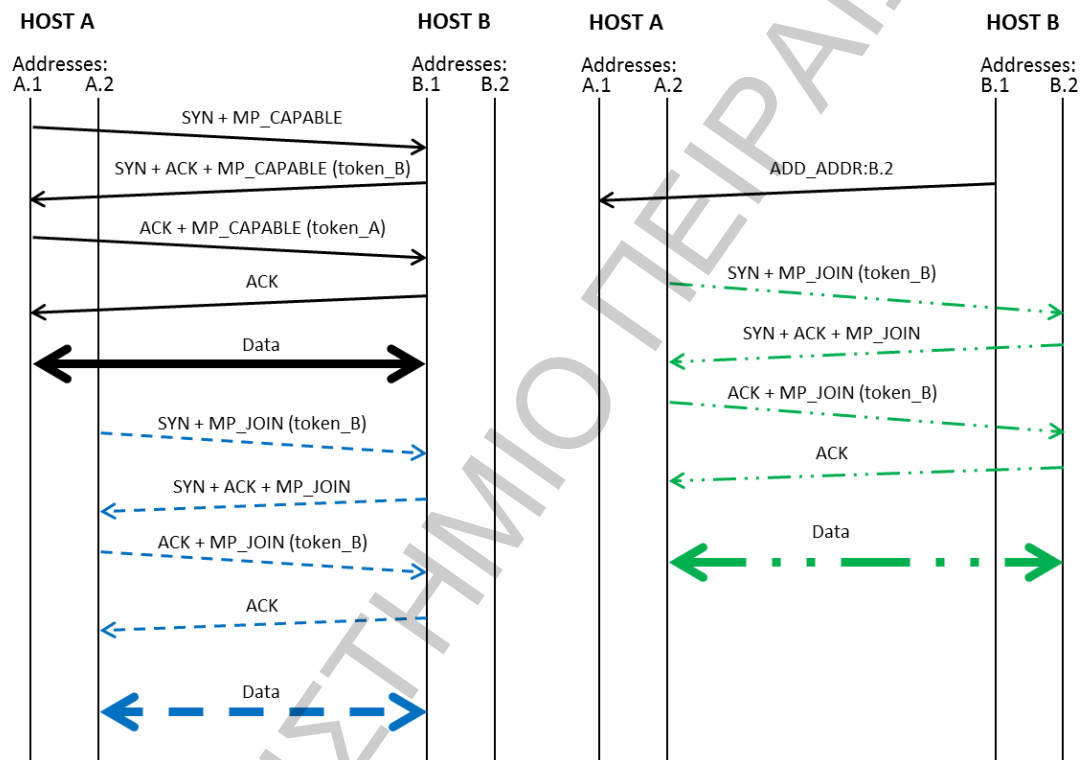 HOST A
HOST B
Addresses:
A.1
A.2
Addresses:
B.1
B.2
SYN + MP_CAPABLE
SYN + ACK + MP_CAPABLE (token_B)
ACK + MP_CAPABLE (token_A)
ACK
Data
SYN + MP_JOIN (token_B)
SYN + ACK + MP_JOIN
ACK + MP_JOIN (token_B)
ACK
Data
HOST A
HOST B
Addresses:
A.1
A.2
Addresses:
B.1
B.2
ADD_ADDR:B.2
SYN + MP_JOIN (token_B)
SYN + ACK + MP_JOIN
ACK + MP_JOIN (token_B)
ACK
Data